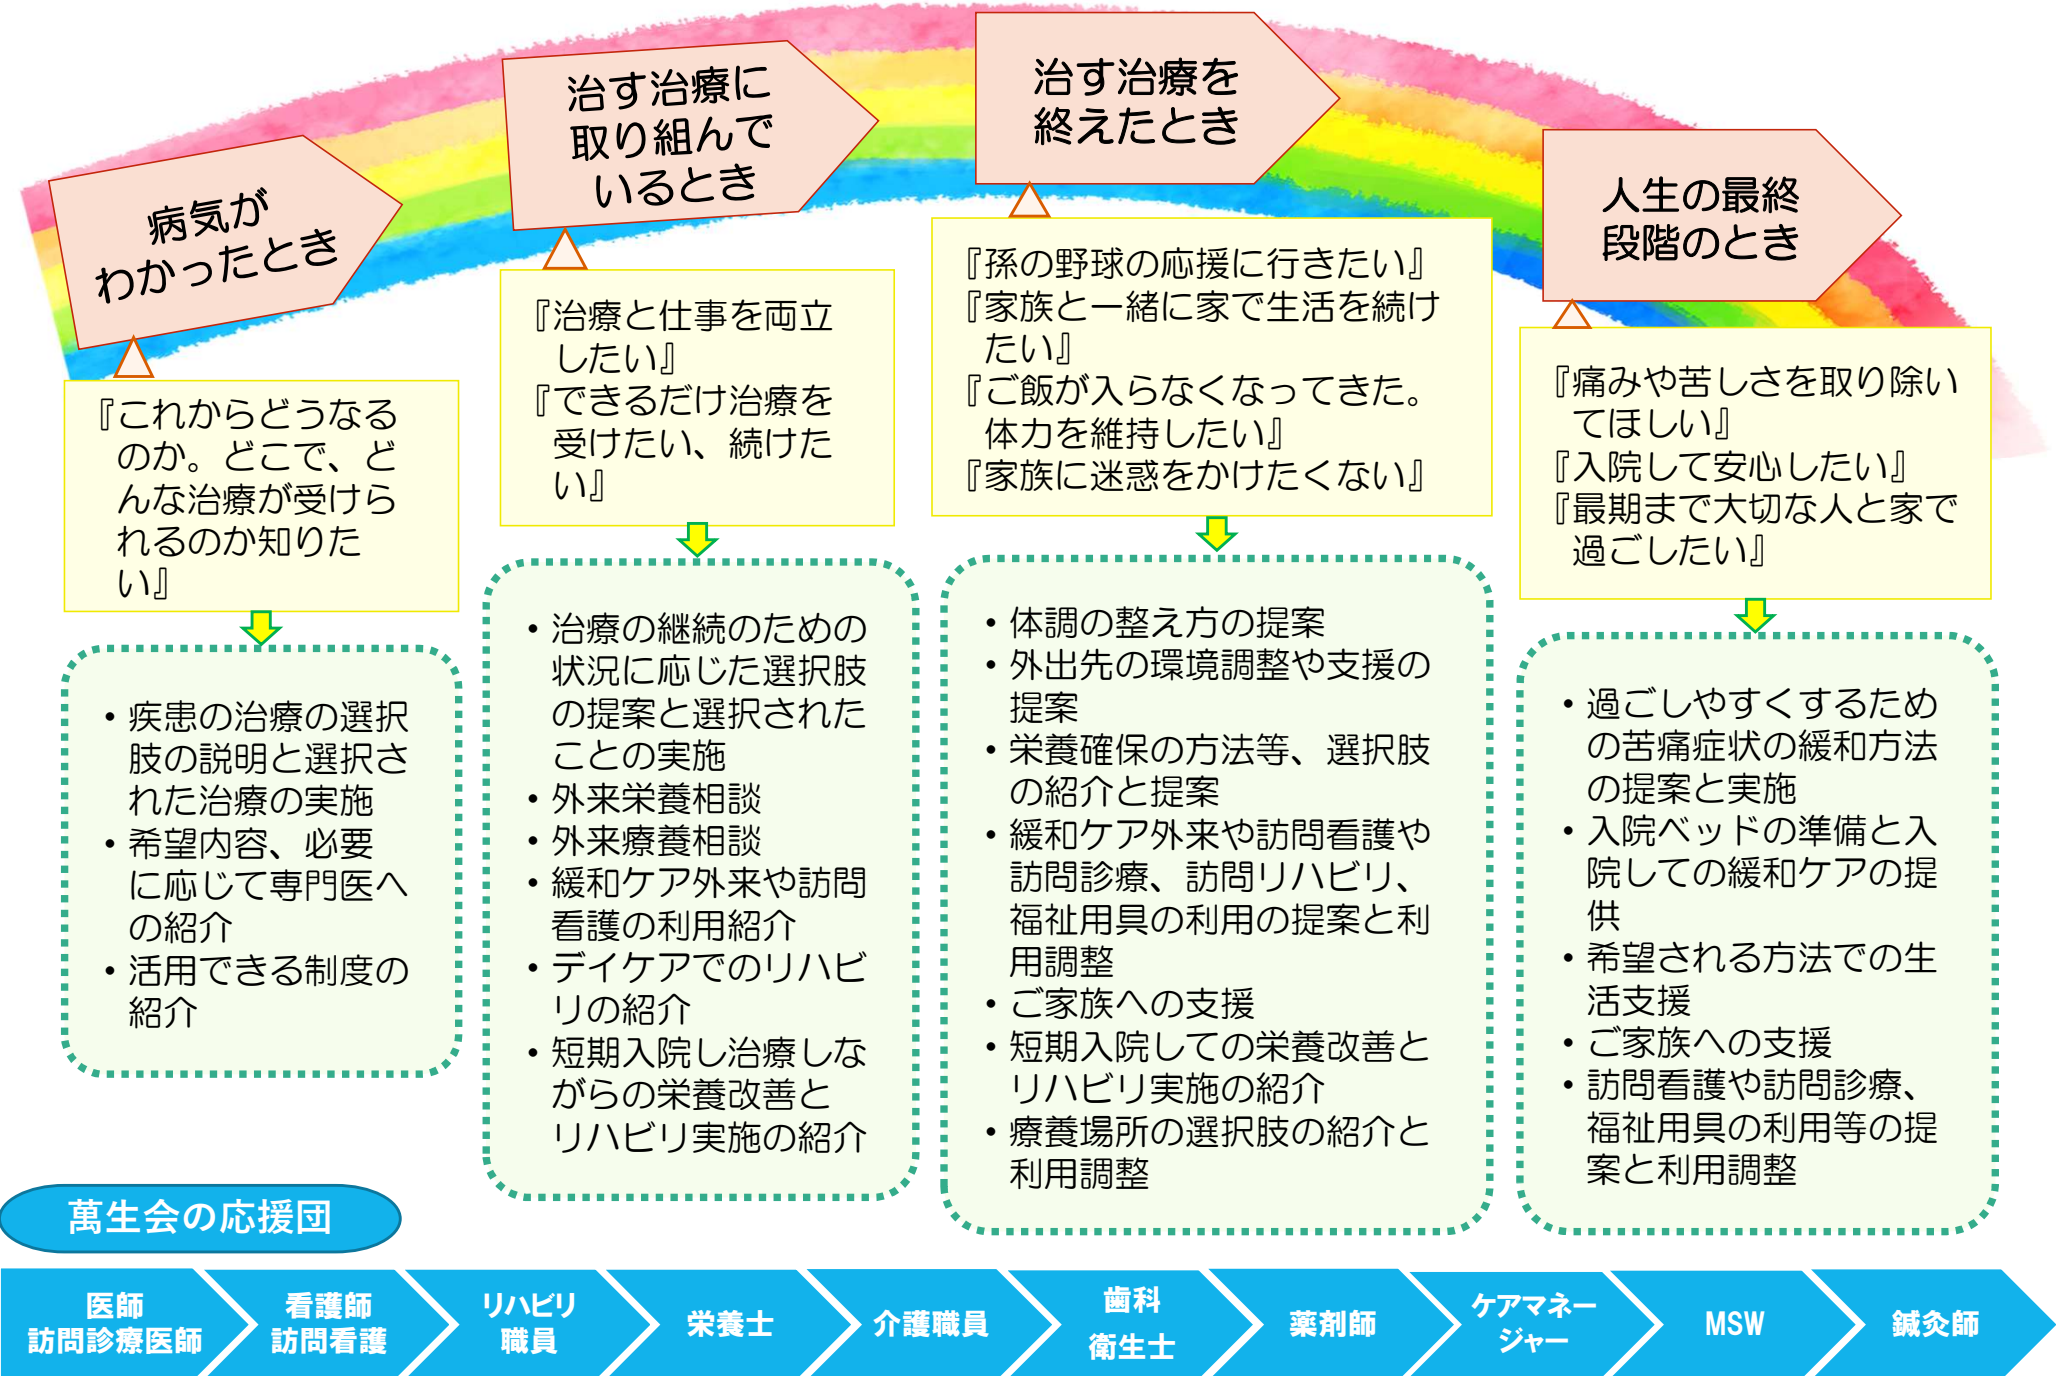 病気が
わかったとき
『これからどうなる
のか。どこで、ど
んな治療が受けら
れるのか知りた
い』
・疾患の治療の選択
肢の説明と選択さ
れた治療の実施
・希望内容、必要
に応じて専門医へ
の紹介
・活用できる制度の
紹介
治す治療に
取り組んで
いるとき
『治療と仕事を両立
したい』
『できるだけ治療を
受けたい、続けた
い』
・治療の継続のための
状況に応じた選択肢
の提案と選択された
ことの実施
・外来栄養相談
・外来療養相談
・緩和ケア外来や訪問
看護の利用紹介
・デイケアでのリハビ
リの紹介
・短期入院し治療しな
がらの栄養改善と
リハビリ実施の紹介
治す治療を
終えたとき
『孫の野球の応援に行きたい』
『家族と一緒に家で生活を続け
たい』
『ご飯が入らなくなってきた。
体力を維持したい』
『家族に迷惑をかけたくない』
・体調の整え方の提案
・外出先の環境調整や支援の
提案
・栄養確保の方法等、選択肢
の紹介と提案
・緩和ケア外来や訪問看護や
訪問診療、訪問リハビリ、
福祉用具の利用の提案と利
用調整
・ご家族への支援
・短期入院しての栄養改善と
リハビリ実施の紹介
・療養場所の選択肢の紹介と
利用調整
人生の最終
段階のとき
『痛みや苦しさを取り除い
てほしい』
『入院して安心したい』
『最期まで大切な人と家で
過ごしたい』
・過ごしやすくするため
の苦痛症状の緩和方法
の提案と実施
・入院ベッドの準備と入
院しての緩和ケアの提
供
・希望される方法での生
活支援
・ご家族への支援
・訪問看護や訪問診療、
福祉用具の利用等の提
案と利用調整
萬生会の応援団
医師
訪問診療医師
看護師
訪問看護
リハビリ
職員
栄養士
介護職員
歯科
衛生士
薬剤師
ケアマネー
ジャー
MSW
鍼灸師